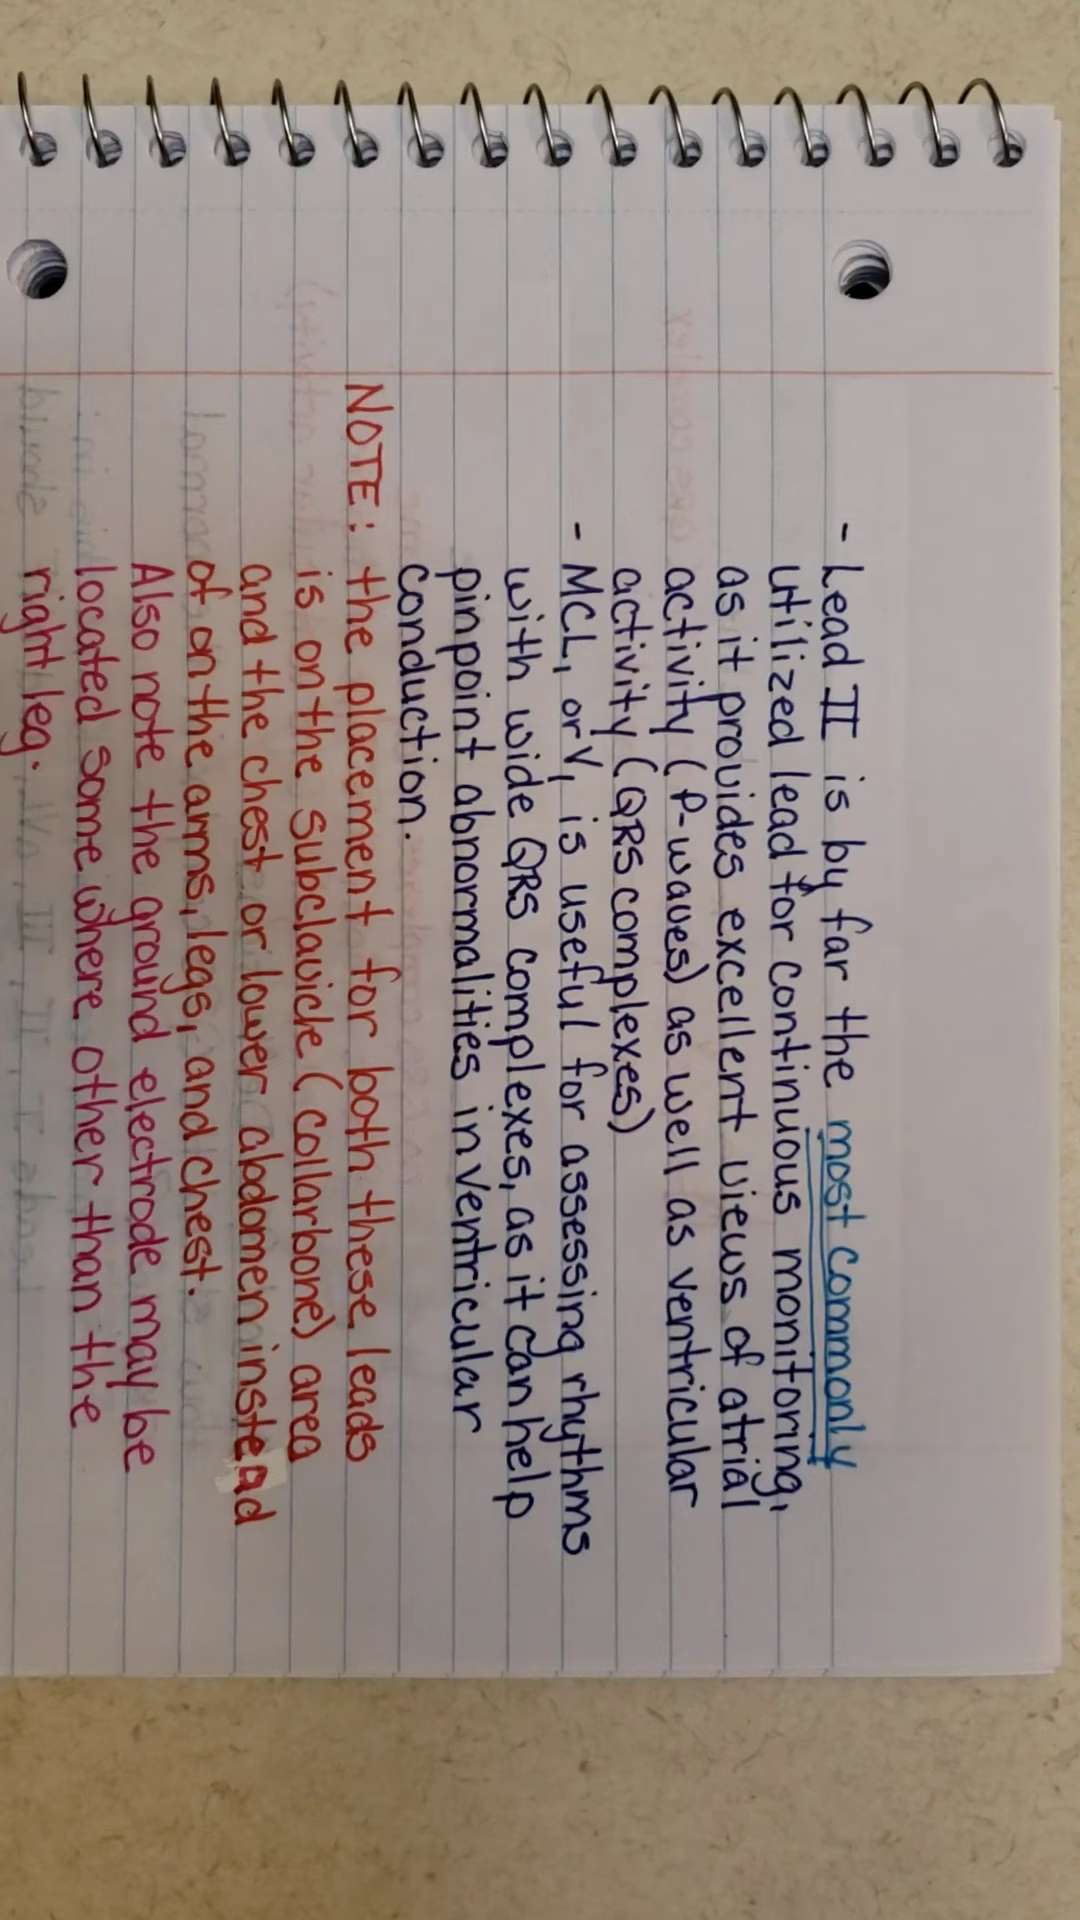 - Lead II is by far the most commonly
utilized lead for continuous monitoring,
as it provides excellent views of atrial
activity (P-waves) as well as ventricular
activity (QRS complexes)
- MCL, or V, is useful for assessing rhythms
with wide QRS complexes, as it can help
pinpoint abnormalities in ventricular
conduction.
NOTE: the placement for both these leads
is on the subclavicle (collarbone) area
and the chest or lower abdomen instead
of on the arms, legs, and chest.
Also note the ground electrode may be
located some where other than the
right leg.